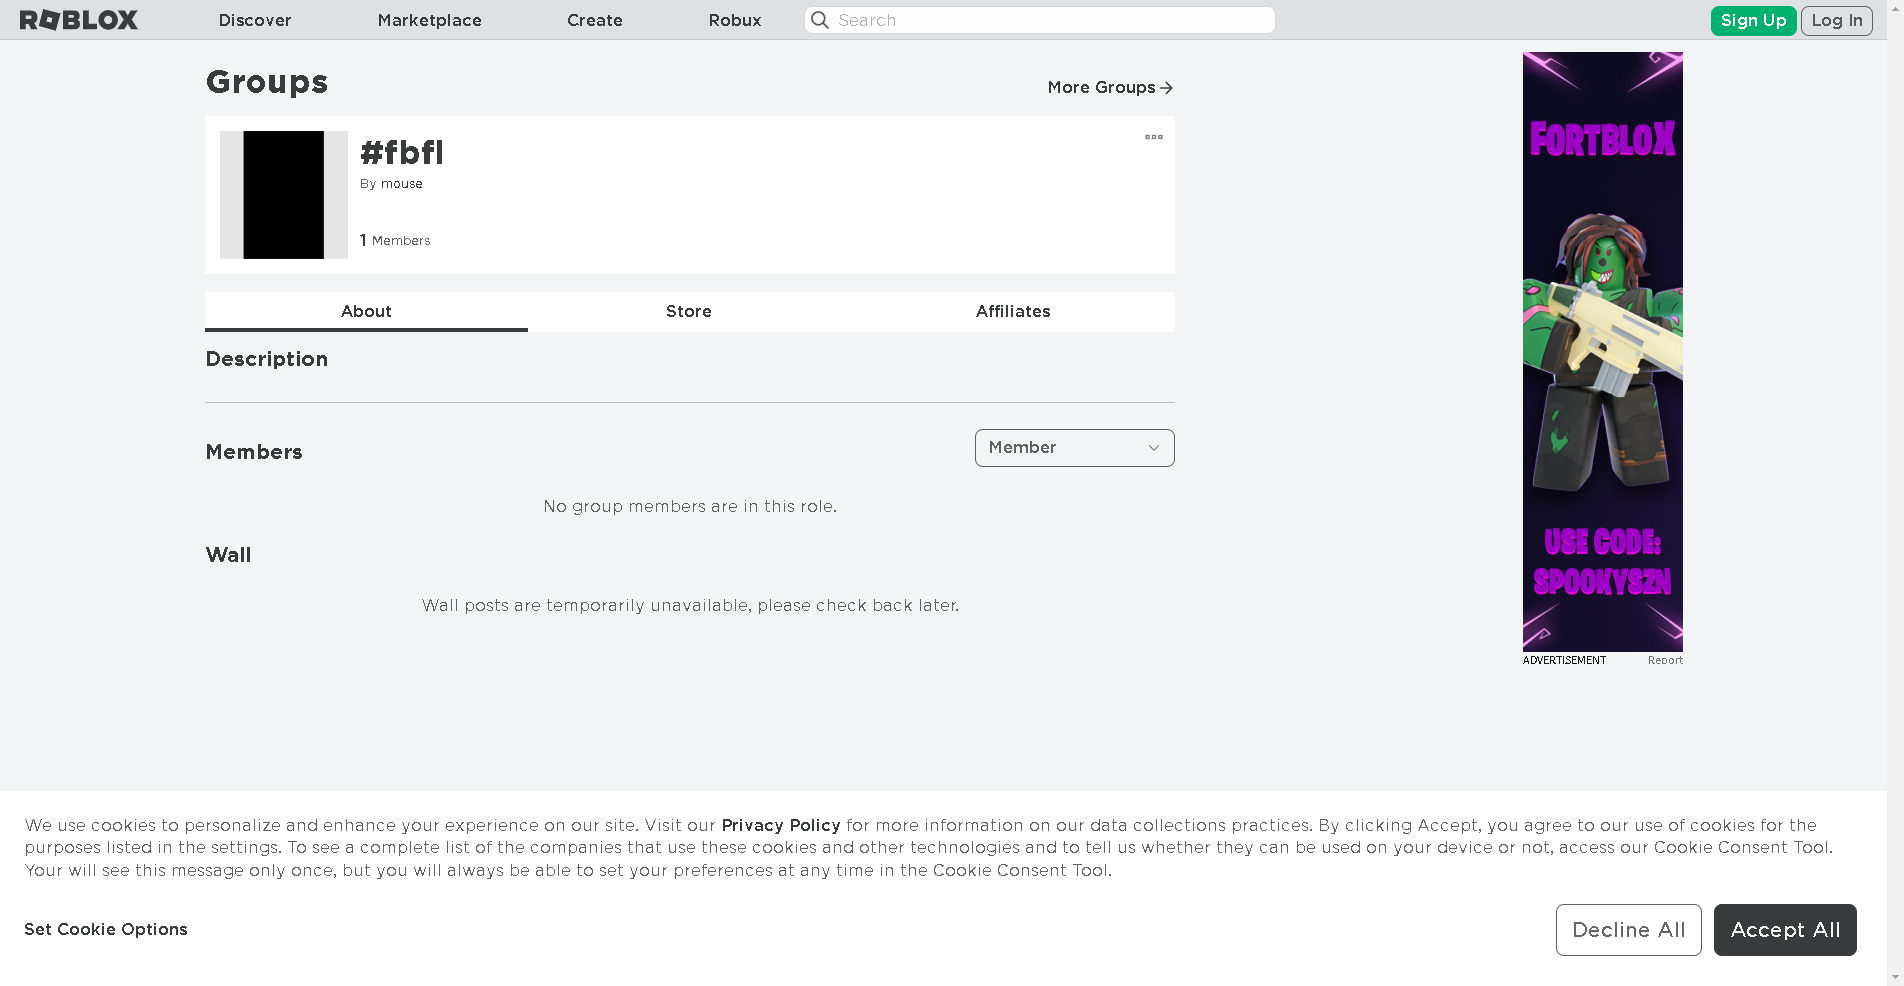 ROBLOX Discover Marketplace Create Robux Search Sign Up Log In
Groups
More Groups
#fbfl
By mouse
1 Members
About Store Affiliates
Description
Members
Member
No group members are in this role.
Wall
Wall posts are temporarily unavailable, please check back later.
FORTBLOX
USE CODE:
SPOOKYSZN
ADVERTISEMENT Report
We use cookies to personalize and enhance your experience on our site. Visit our Privacy Policy for more information on our data collections practices. By clicking Accept, you agree to our use of cookies for the
purposes listed in the settings. To see a complete list of the companies that use these cookies and other technologies and to tell us whether they can be used on your device or not, access our Cookie Consent Tool.
Your will see this message only once, but you will always be able to set your preferences at any time in the Cookie Consent Tool.
Set Cookie Options
Decline All
Accept All